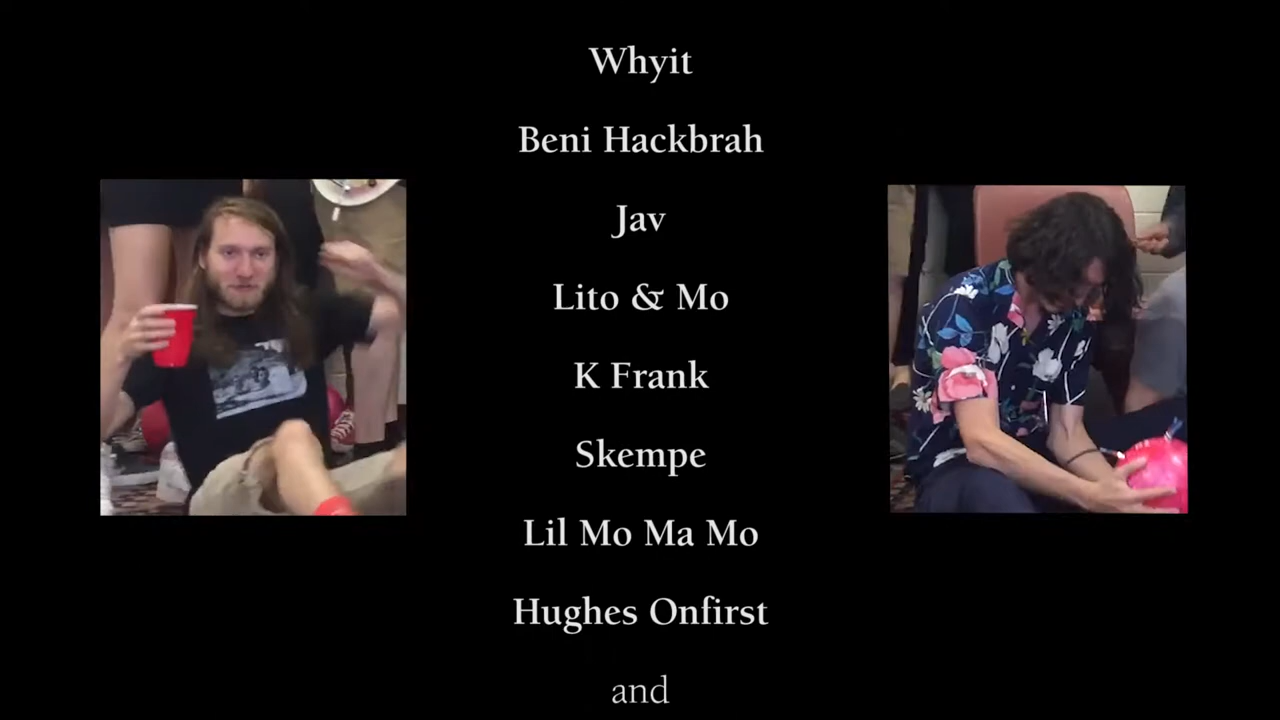 Whyit
Beni Hackbrah
Jav
Lito & Mo
K Frank
Skempe
Lil Mo Ma Mo
Hughes Onfirst
and